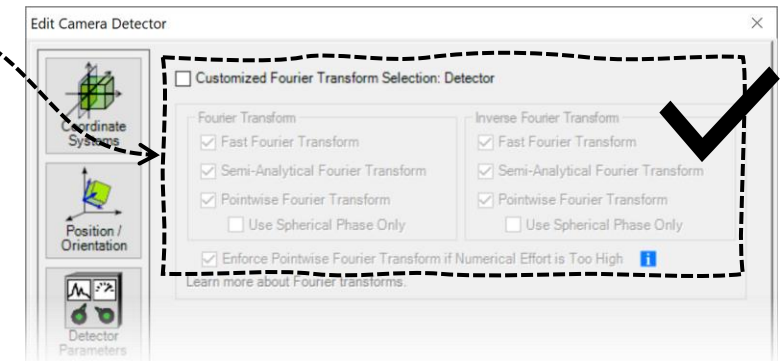 Edit Camera Detector
Coordinate
Systems
Position /
Orientation
Detector
Parameters
Customized Fourier Transform Selection: Detector
Fourier Transform
Fast Fourier Transform
Semi-Analytical Fourier Transform
Pointwise Fourier Transform
Use Spherical Phase Only
Inverse Fourier Transform
Fast Fourier Transform
Semi-Analytical Fourier Transform
Pointwise Fourier Transform
Use Spherical Phase Only
Enforce Pointwise Fourier Transform if Numerical Effort is Too High
Learn more about Fourier transforms.